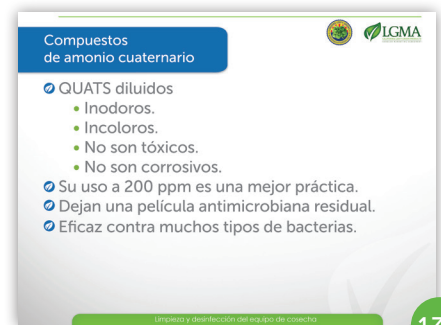 Compuestos
de amonio cuaternario
LGMA
QUATS diluidos
• Inodoros.
• Incoloros.
• No son tóxicos.
• No son corrosivos.
Su uso a 200 ppm es una mejor práctica.
Dejan una película antimicrobiana residual.
Eficaz contra muchos tipos de bacterias.
Limpieza y desinfección del equipo de cosecha